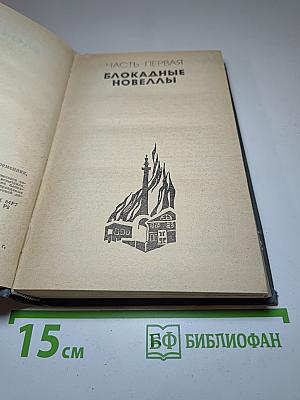 ЧАСТЬ ПЕРВАЯ
БЛОКАДНЫЕ
НОВЕЛЛЫ
15 см
БФ БИБЛИОФАН